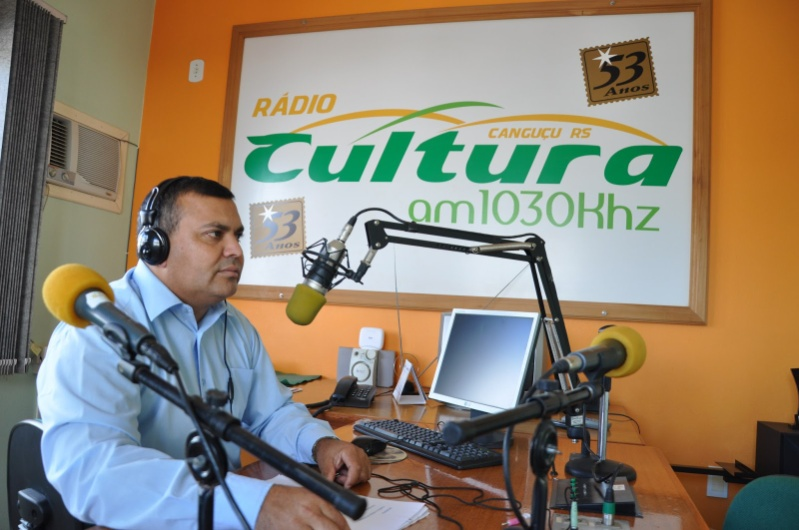 53
Anos
RÁDIO
CANGUÇU RS
Cultura
am1030Khz
53
Anos